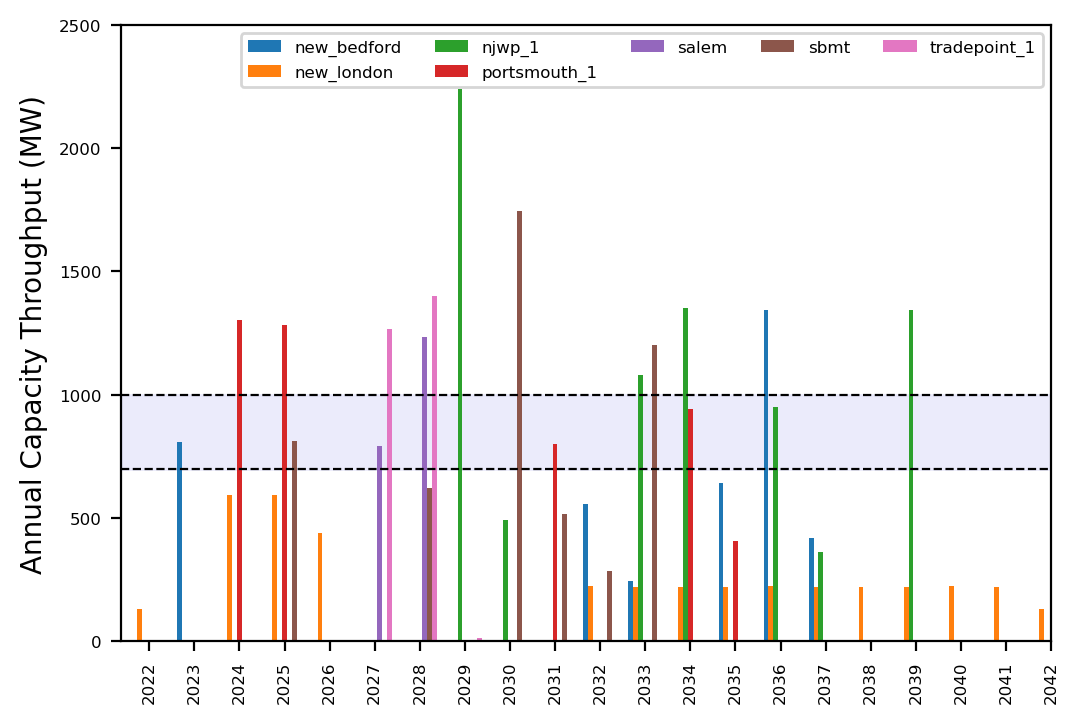 new_bedford njwp_1 salem sbmt tradepoint_1
new_london portsmouth_1
Annual Capacity Throughput (MW)
2500
2000
1500
1000
500
0
2022 2023 2024 2025 2026 2027 2028 2029 2030 2031 2032 2033 2034 2035 2036 2037 2038 2039 2040 2041 2042